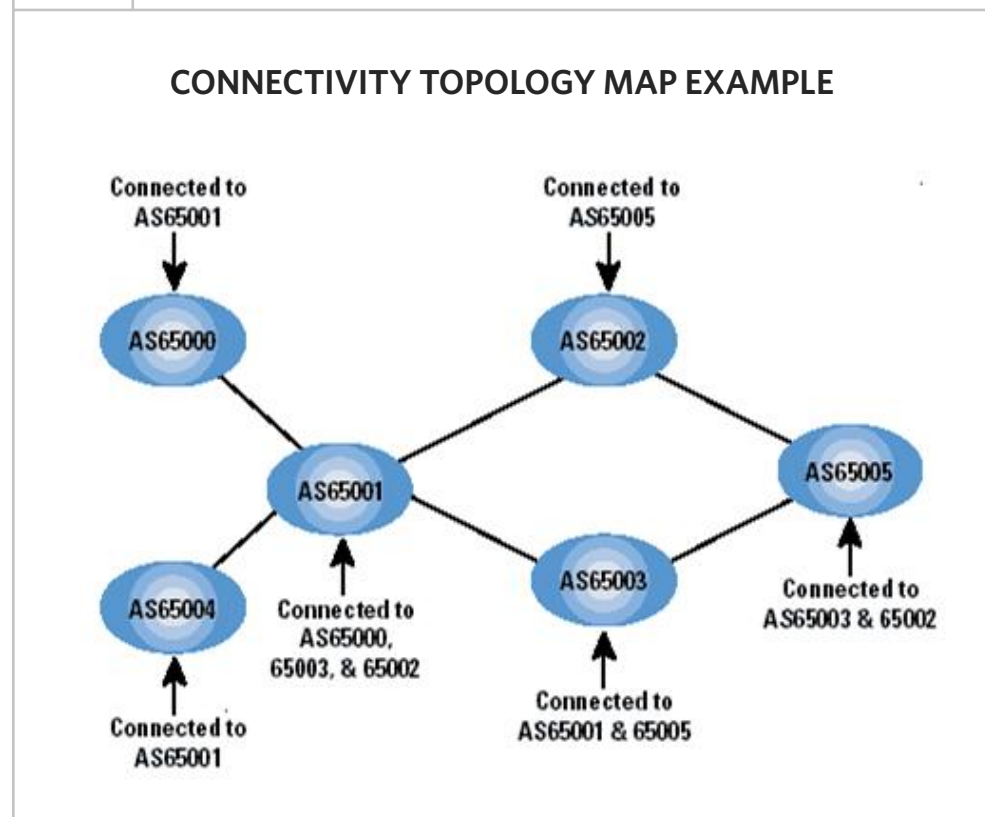 CONNECTIVITY TOPOLOGY MAP EXAMPLE
Connected to
AS65001
Connected to
AS65005
AS65000
AS65002
AS65001
AS65005
AS65004
AS65003
Connected to
AS65000,
65003, & 65002
Connected to
AS65003 & 65002
Connected to
AS65001
Connected to
AS65001 & 65005